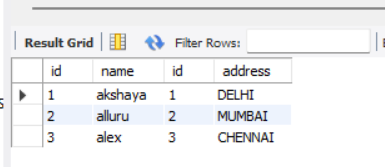 Result Grid Filter Rows:
id name id address
1 akshaya 1 DELHI
2 alluru 2 MUMBAI
3 alex 3 CHENNAI